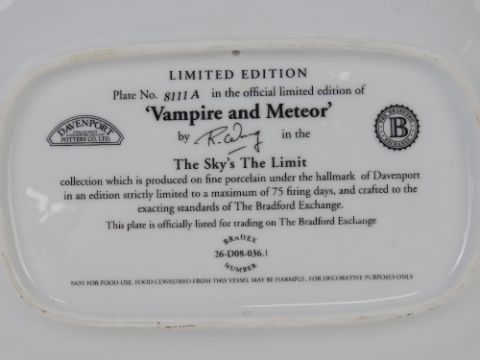 LIMITED EDITION
Plate No. 8111A in the official limited edition of
'Vampire and Meteor'
by in the
DAVENPORT
POTTERY CO. LTD.
THE BRADFORD
B
EXCHANGE
The Sky's The Limit
collection which is produced on fine porcelain under the hallmark of Davenport
in an edition strictly limited to a maximum of 75 firing days, and crafted to the
exacting standards of The Bradford Exchange.
This plate is officially listed for trading on The Bradford Exchange
BRADEX
26-D08-036.1
NUMBER
NOT FOR FOOD USE. FOOD CONSUMED FROM THIS VESSEL MAY BE HARMFUL. FOR DECORATIVE PURPOSES ONLY